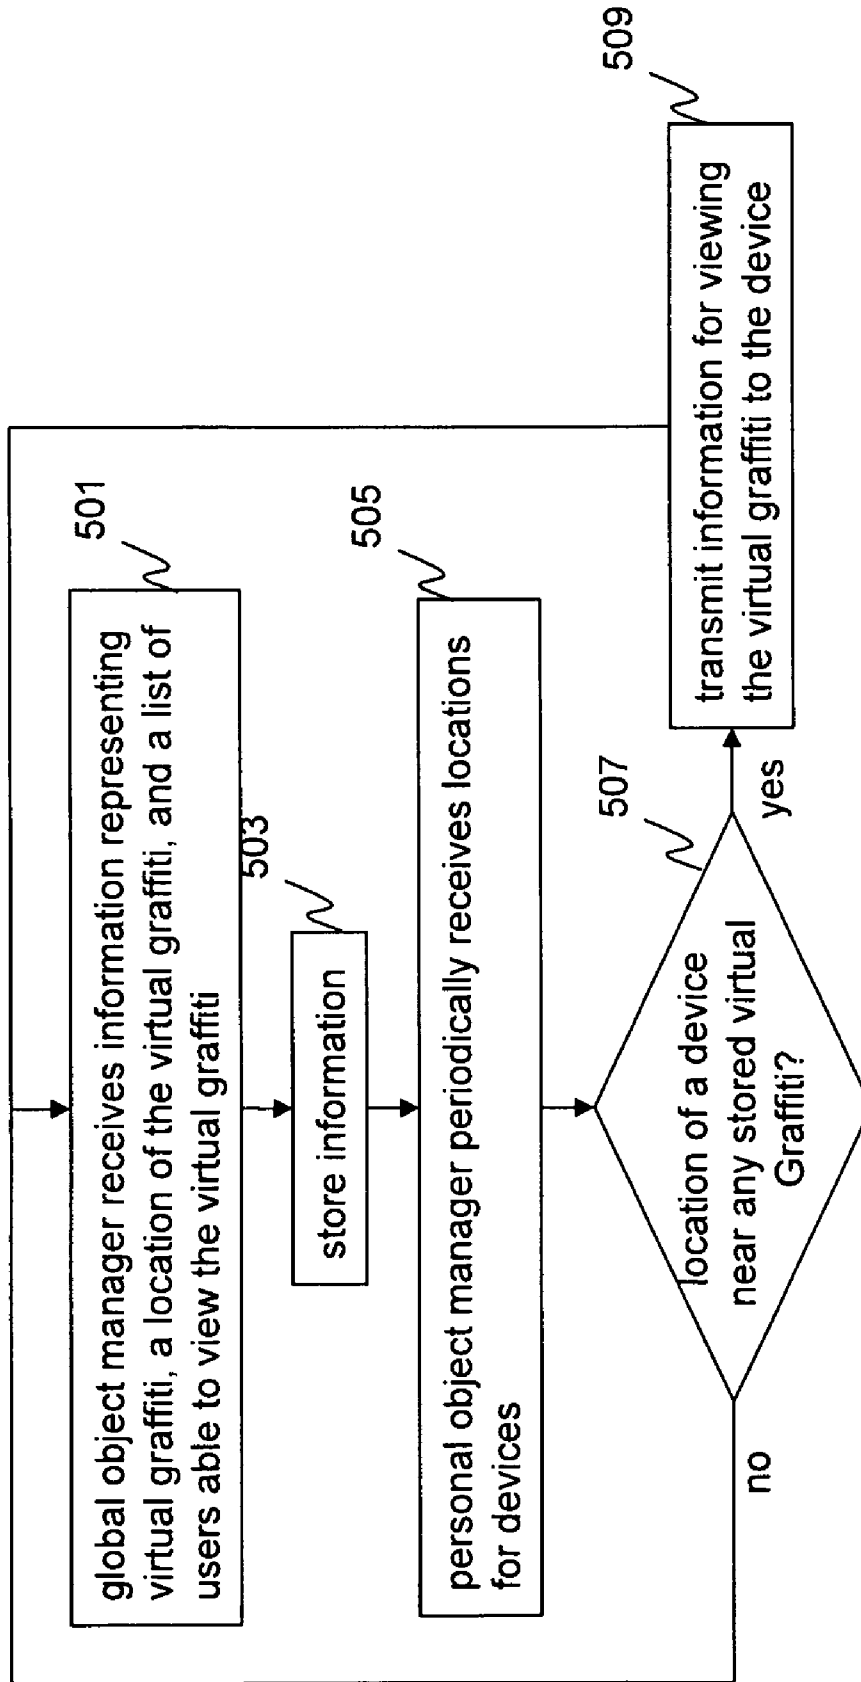 501
global object manager receives information representing
virtual graffiti, a location of the virtual graffiti, and a list of
users able to view the virtual graffiti
503
store information
505
personal object manager periodically receives locations
for devices
507
location of a device
near any stored virtual
Graffiti?
no
yes
509
transmit information for viewing
the virtual graffiti to the device